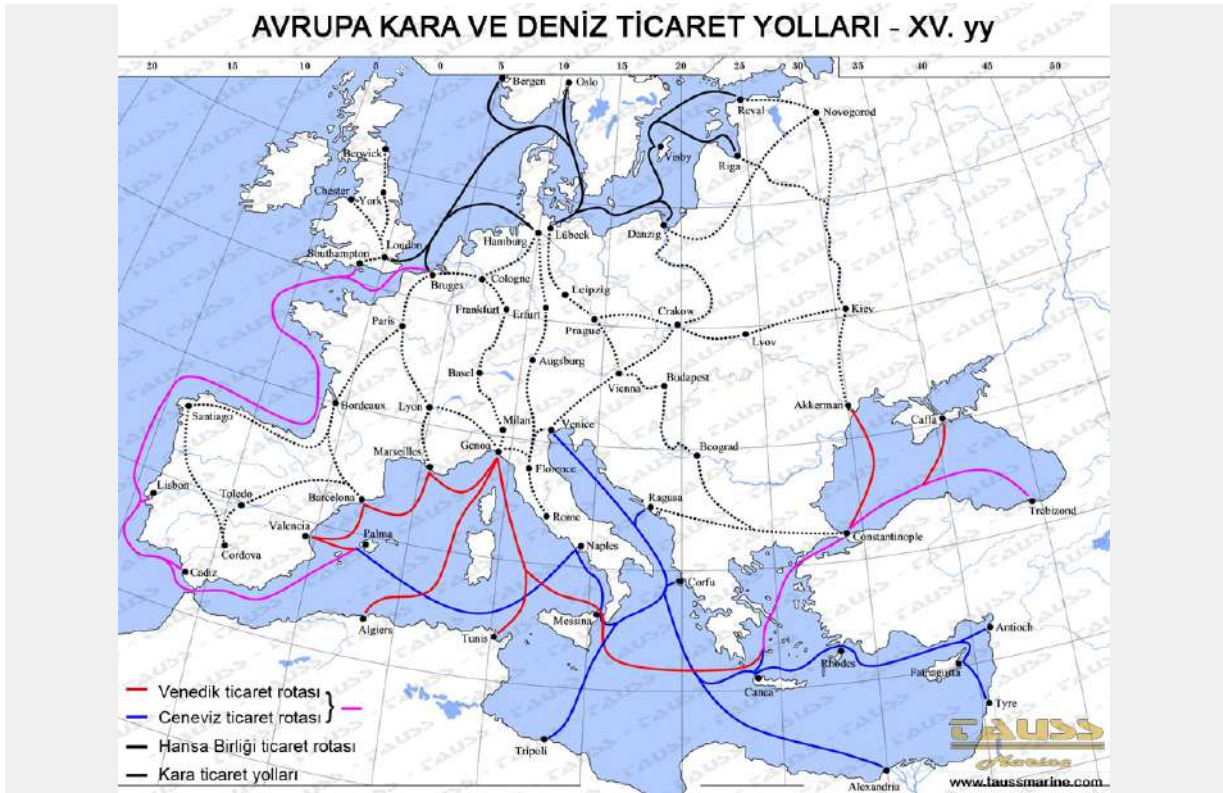 AVRUPA KARA VE DENİZ TİCARET YOLLARI - XV. yy
20 15 10 5 0 5 10 15 20 25 30 35 40 45 50
Bergen
Oslo
Reval
Novogorod
Berwick
Visby
Riga
Chester
York
Hamburg
Lübeck
Danzig
Loudon
Southampton
Bruges
Cologne
Leipzig
Paris
Frankfurt
Erfurt
Prague
Crakow
Kiev
Lvov
Augsburg
Basel
Vienna
Budapest
Bordeaux
Lyon
Milan
Venice
Akkerman
Caffa
Santiago
Genoa
Marseilles
Florence
Beograd
Lisbon
Toledo
Barcelona
Ragusa
Trebizond
Valencia
Rome
Constantinople
Palma
Naples
Cordova
Cadiz
Corfu
Algiers
Tunis
Messina
Antioch
Rhodes
Famagusta
Canea
Tyre
Venedik ticaret rotası
Ceneviz ticaret rotası
Hansa Birliği ticaret rotası
Kara ticaret yolları
Tripoli
Alexandria
TAUSS
Marine
www.taussmarine.com